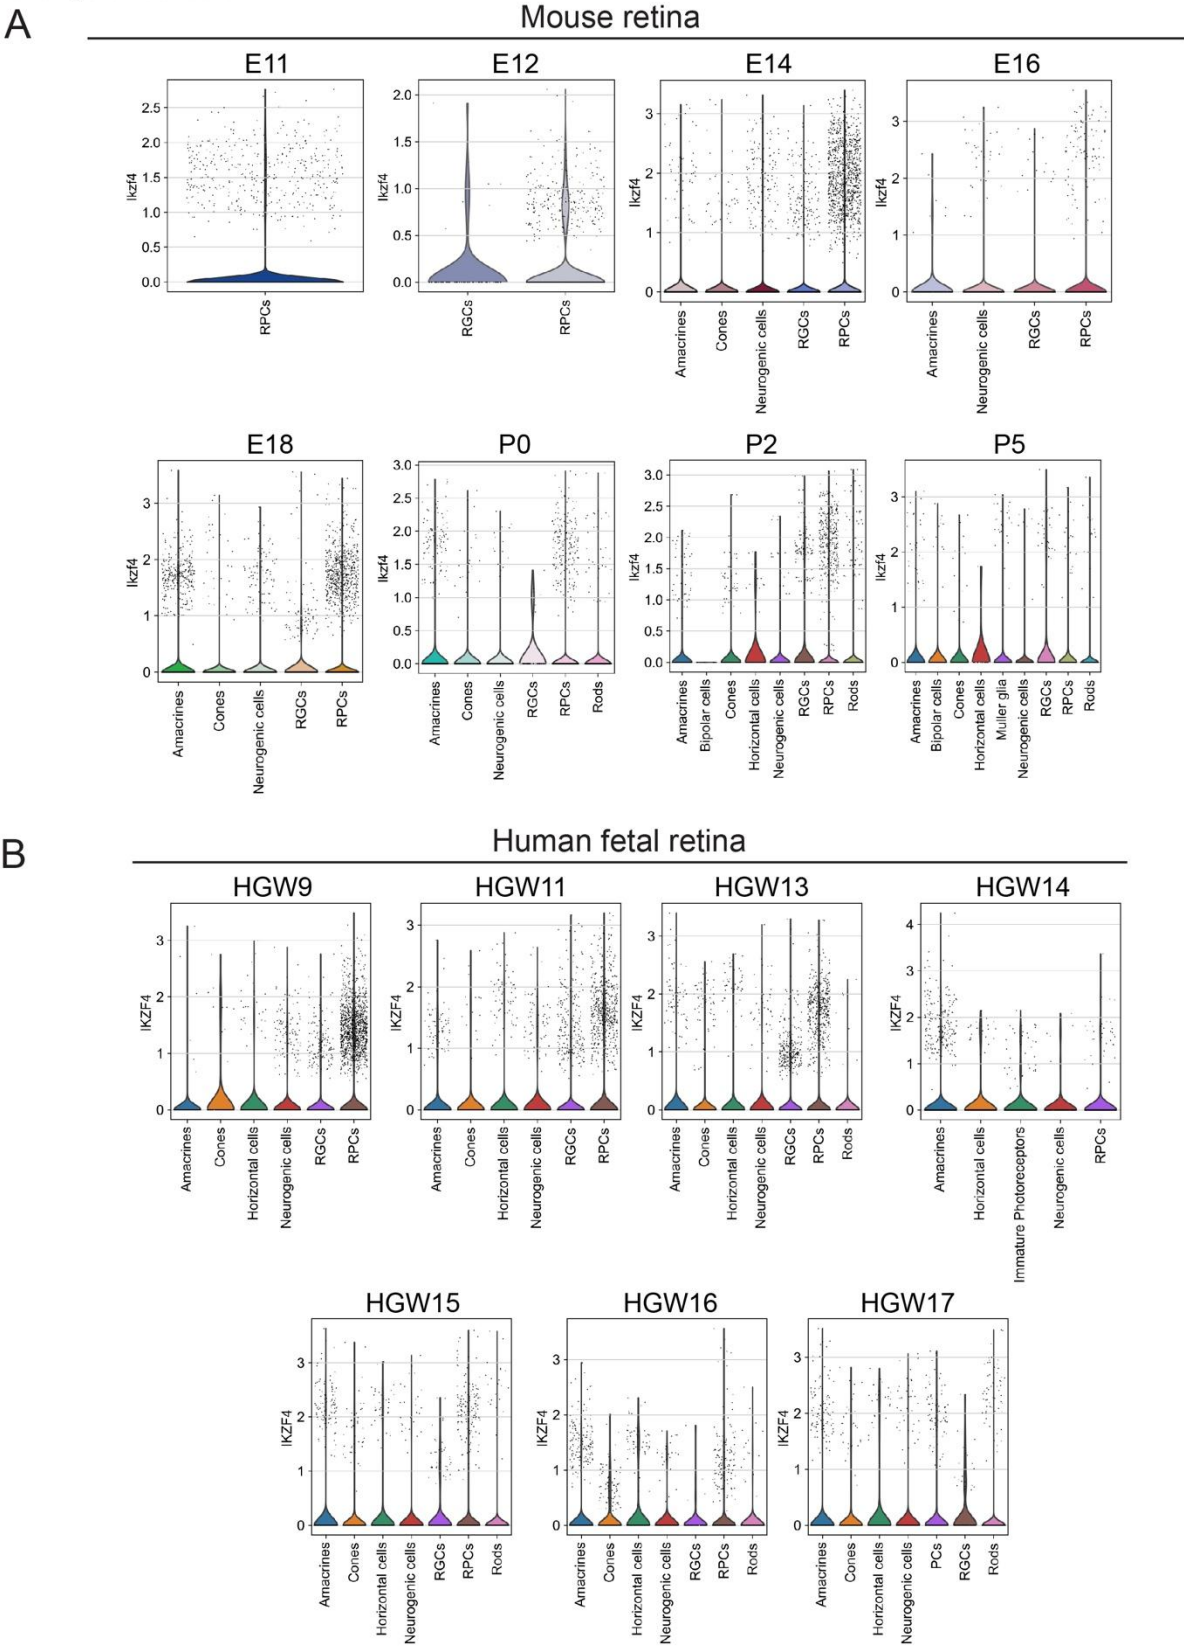 A
Mouse retina
E11
Ikzf4
2.5
2.0
1.5
1.0
0.5
0.0
RPCs
E12
Ikzf4
2.0
1.5
1.0
0.5
0.0
RGCs
RPCs
E14
Ikzf4
3
2
1
0
Amacrines
Cones
Neurogenic cells
RGCs
RPCs
E16
Ikzf4
3
2
1
0
Amacrines
Neurogenic cells
RGCs
RPCs
E18
Ikzf4
3
2
1
0
Amacrines
Cones
Neurogenic cells
RGCs
RPCs
P0
Ikzf4
3.0
2.5
2.0
1.5
1.0
0.5
0.0
Amacrines
Cones
Neurogenic cells
RGCs
RPCs
Rods
P2
Ikzf4
3.0
2.5
2.0
1.5
1.0
0.5
0.0
Amacrines
Bipolar cells
Cones
Horizontal cells
Neurogenic cells
RGCs
RPCs
Rods
P5
Ikzf4
3
2
1
0
Amacrines
Bipolar cells
Cones
Horizontal cells
Muller glia
Neurogenic cells
RGCs
RPCs
Rods
B
Human fetal retina
HGW9
IKZF4
3
2
1
0
Amacrines
Cones
Horizontal cells
Neurogenic cells
RGCs
RPCs
HGW11
IKZF4
3
2
1
0
Amacrines
Cones
Horizontal cells
Neurogenic cells
RGCs
RPCs
HGW13
IKZF4
3
2
1
0
Amacrines
Cones
Horizontal cells
Neurogenic cells
RGCs
RPCs
Rods
HGW14
IKZF4
4
3
2
1
0
Amacrines
Horizontal cells
Immature Photoreceptors
Neurogenic cells
RPCs
HGW15
IKZF4
3
2
1
0
Amacrines
Cones
Horizontal cells
Neurogenic cells
RGCs
RPCs
Rods
HGW16
IKZF4
3
2
1
0
Amacrines
Cones
Horizontal cells
Neurogenic cells
RGCs
RPCs
Rods
HGW17
IKZF4
3
2
1
0
Amacrines
Cones
Horizontal cells
Neurogenic cells
PCs
RGCs
Rods